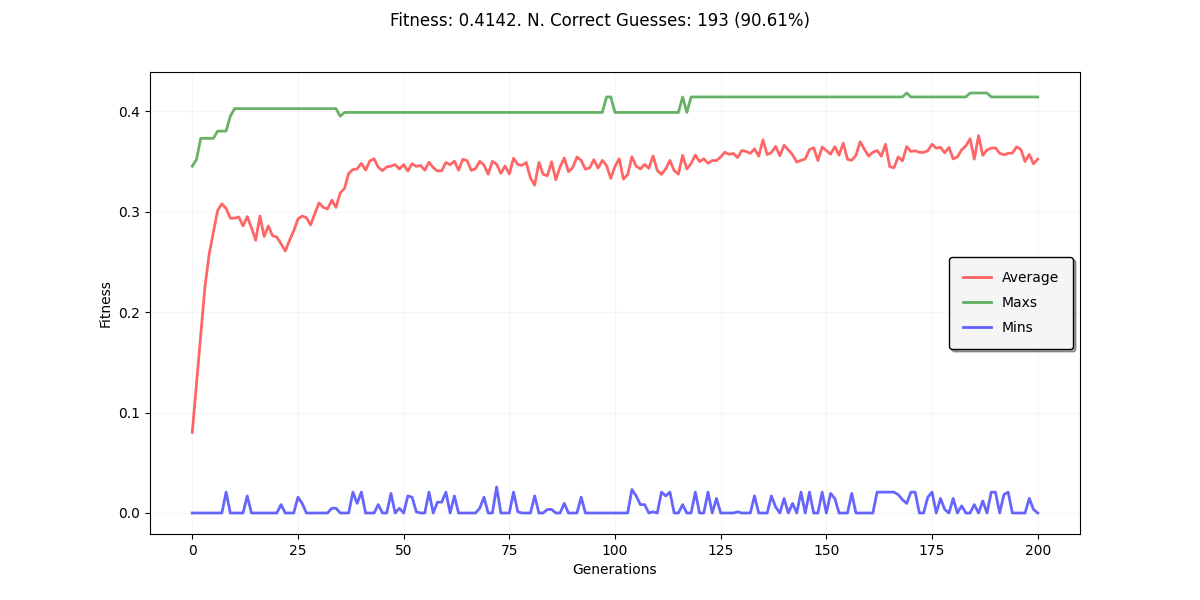 Fitness: 0.4142. N. Correct Guesses: 193 (90.61%)
0.4
0.3
0.2
0.1
0.0
Fitness
Average
Maxs
Mins
0 25 50 75 100 125 150 175 200
Generations